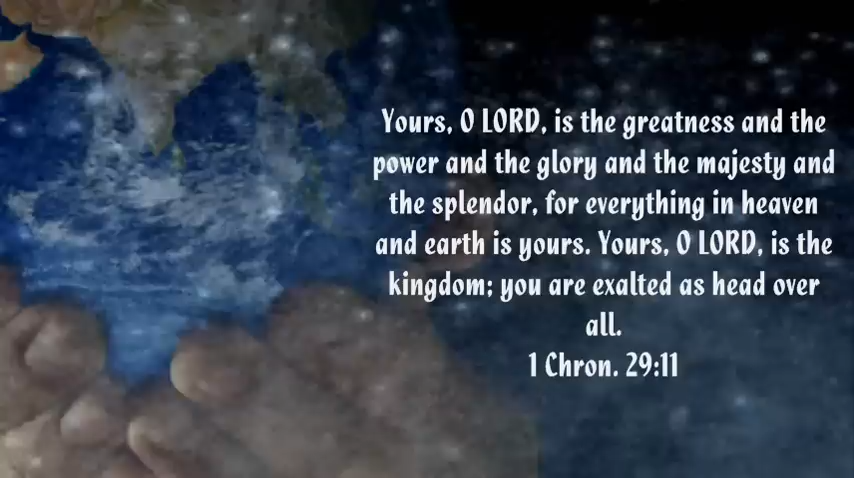 Yours, O LORD, is the greatness and the
power and the glory and the majesty and
the splendor, for everything in heaven
and earth is yours. Yours, O LORD, is the
kingdom; you are exalted as head over
all.
1 Chron. 29:11